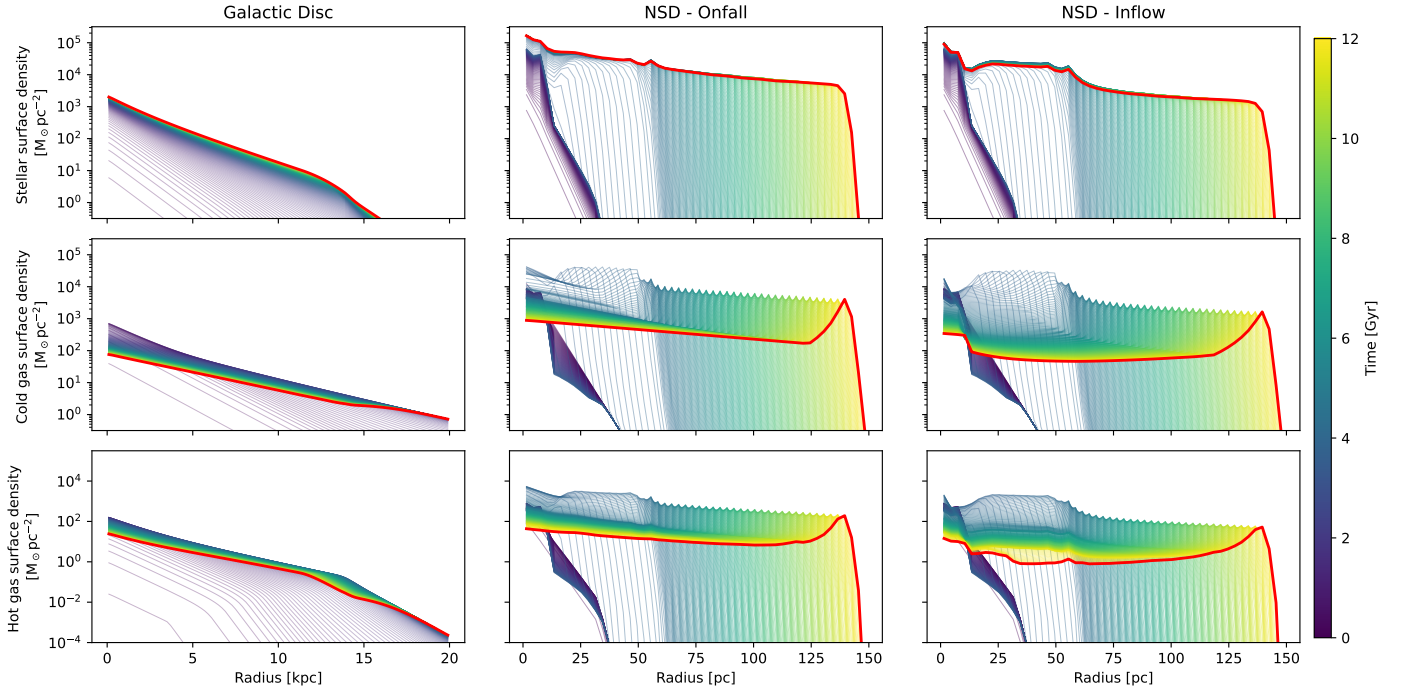 Galactic Disc
NSD - Onfall
NSD - Inflow
Stellar surface density
[M⊙pc⁻²]
10⁵
10⁴
10³
10²
10¹
10⁰
Cold gas surface density
[M⊙pc⁻²]
10⁵
10⁴
10³
10²
10¹
10⁰
Hot gas surface density
[M⊙pc⁻²]
10⁴
10²
10⁰
10⁻²
10⁻⁴
0 5 10 15 20
Radius [kpc]
0 25 50 75 100 125 150
Radius [pc]
0 25 50 75 100 125 150
Radius [pc]
12
10
8
6
4
2
0
Time [Gyr]